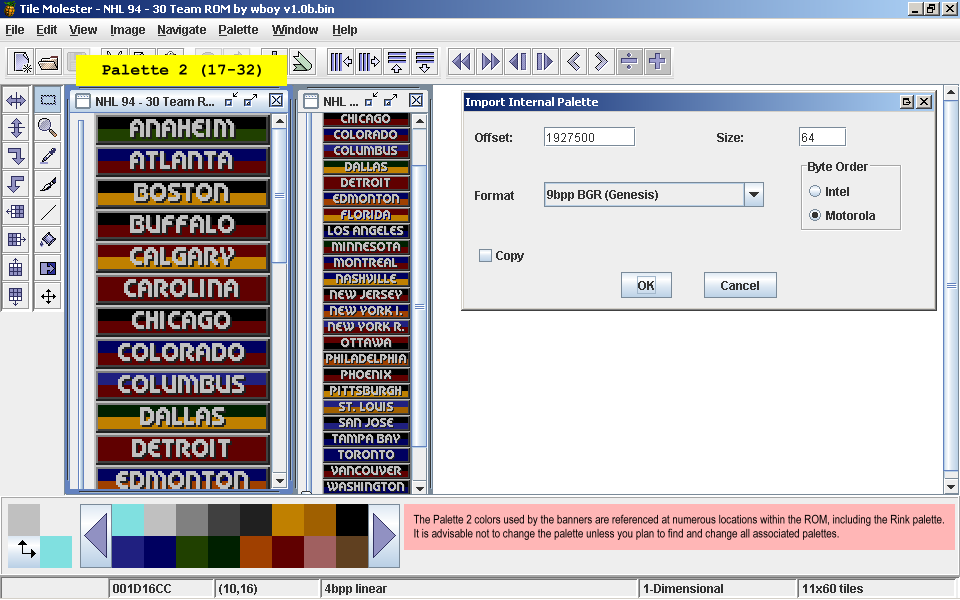 Tile Molester - NHL 94 - 30 Team ROM by wboy v1.0b.bin
File Edit View Image Navigate Palette Window Help
Palette 2 (17-32)
NHL 94 - 30 Team R...
ANAHEIM
ATLANTA
BOSTON
BUFFALO
CALGARY
CAROLINA
CHICAGO
COLORADO
COLUMBUS
DALLAS
DETROIT
EDMONTON
NHL ...
CHICAGO
COLORADO
COLUMBUS
DALLAS
DETROIT
EDMONTON
FLORIDA
LOS ANGELES
MINNESOTA
MONTREAL
NASHVILLE
NEW JERSEY
NEW YORK I.
NEW YORK R.
OTTAWA
PHILADELPHIA
PHOENIX
PITTSBURGH
ST. LOUIS
SAN JOSE
TAMPA BAY
TORONTO
VANCOUVER
WASHINGTON
Import Internal Palette
Offset: 1927500 Size: 64
Byte Order
Intel
Format 9bpp BGR (Genesis)
Motorola
Copy
OK Cancel
The Palette 2 colors used by the banners are referenced at numerous locations within the ROM, including the Rink palette.
It is advisable not to change the palette unless you plan to find and change all associated palettes.
001D16CC (10,16) 4bpp linear 1-Dimensional 11x60 tiles